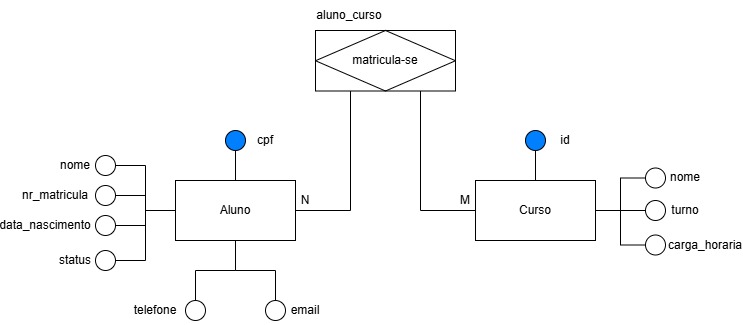 aluno_curso
matricula-se
cpf
id
nome
nr_matricula
data_nascimento
status
Aluno
N
M
Curso
nome
turno
carga_horaria
telefone
email